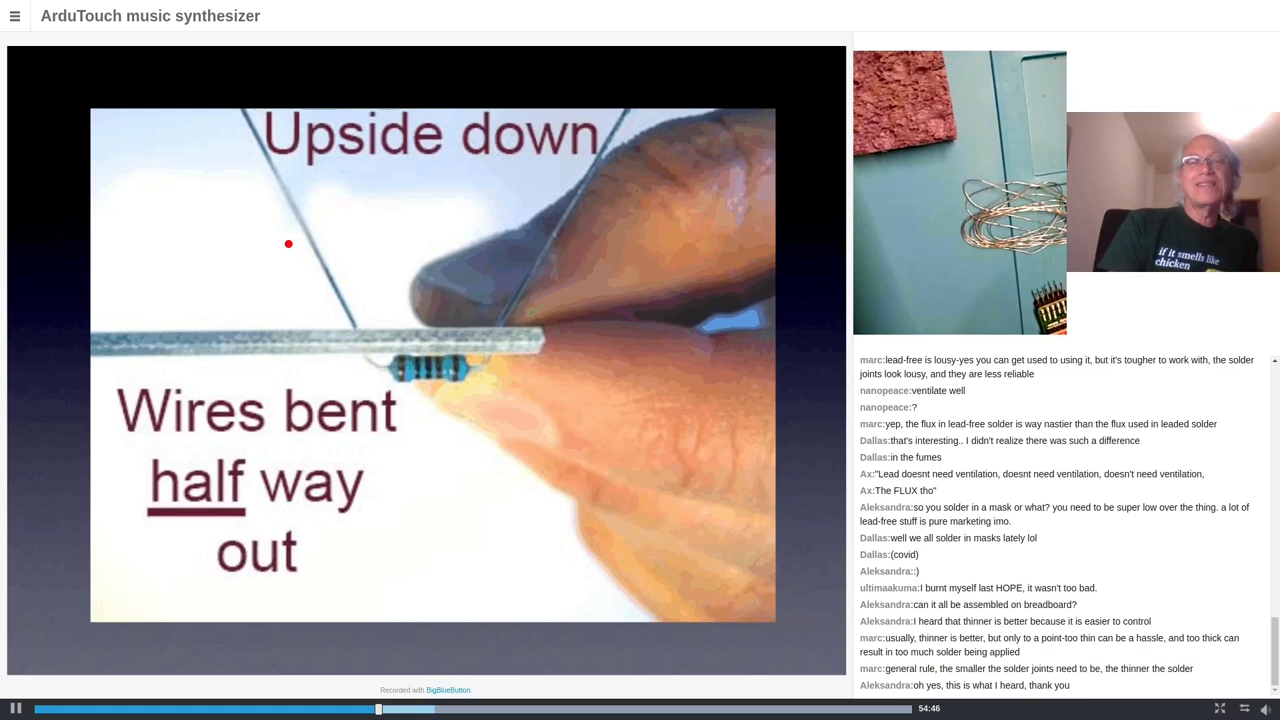 ArduTouch music synthesizer
Upside down
Wires bent
half way
out
if it smells like
chicken
marc:lead-free is lousy-yes you can get used to using it, but it's tougher to work with, the solder
joints look lousy, and they are less reliable
nanopeace:ventilate well
nanopeace:?
marc:yep, the flux in lead-free solder is way nastier than the flux used in leaded solder
Dallas:that's interesting.. I didn't realize there was such a difference
Dallas:in the fumes
Ax:"Lead doesnt need ventilation, doesnt need ventilation, doesn't need ventilation,
Ax:The FLUX tho"
Aleksandra:so you solder in a mask or what? you need to be super low over the thing. a lot of
lead-free stuff is pure marketing imo.
Dallas:well we all solder in masks lately lol
Dallas:(covid)
Aleksandra::)
ultimaakuma:I burnt myself last HOPE, it wasn't too bad.
Aleksandra:can it all be assembled on breadboard?
Aleksandra:I heard that thinner is better because it is easier to control
marc:usually, thinner is better, but only to a point-too thin can be a hassle, and too thick can
result in too much solder being applied
marc:general rule, the smaller the solder joints need to be, the thinner the solder
Aleksandra:oh yes, this is what I heard, thank you
Recorded with BigBlueButton.
54:46